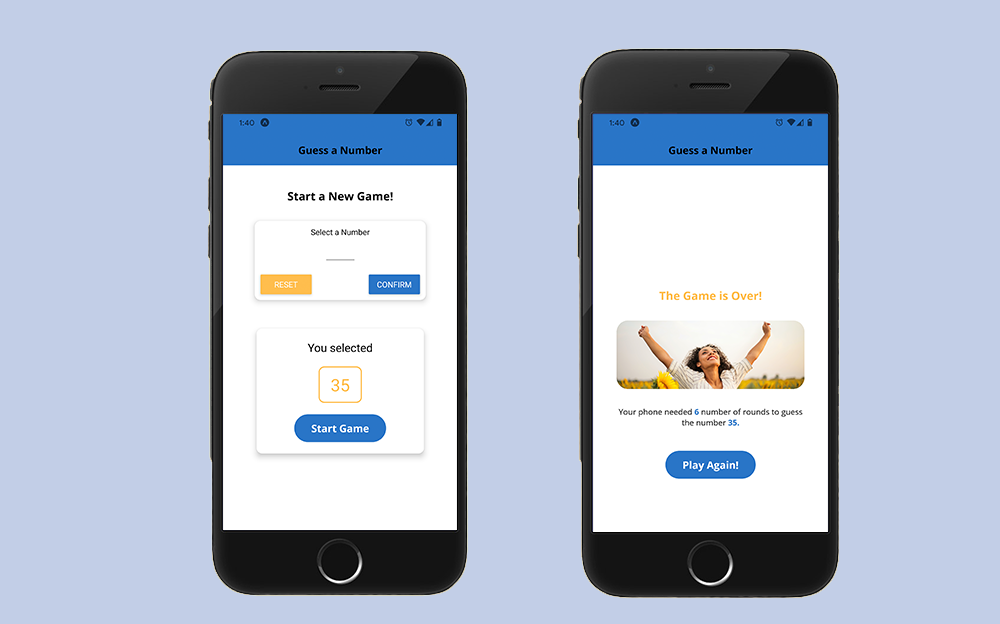 1:40
Guess a Number
Start a New Game!
Select a Number
RESET
CONFIRM
You selected
35
Start Game
1:40
Guess a Number
The Game is Over!
Your phone needed 6 number of rounds to guess
the number 35.
Play Again!